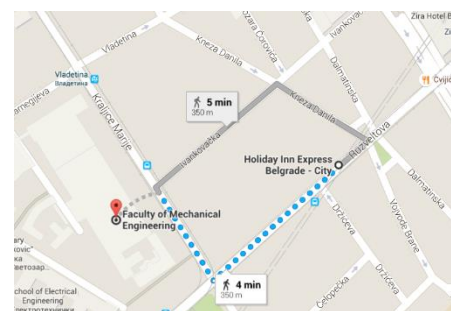 Zira Hotel B
Vladetina
Kneza Danila
Ivankovač
Vladetina
Владетина
Kraljice Marije
5 min
350 m
Kneza Danila
Dalmatinska
Ivankovačka
Holiday Inn Express
Belgrade - City
Ruzveltova
Dalmatinska
Faculty of Mechanical
Engineering
Vojvode Brane
Držićeva
Držićeva
4 min
350 m
Čelopečka
chool of Electrical
Engineering